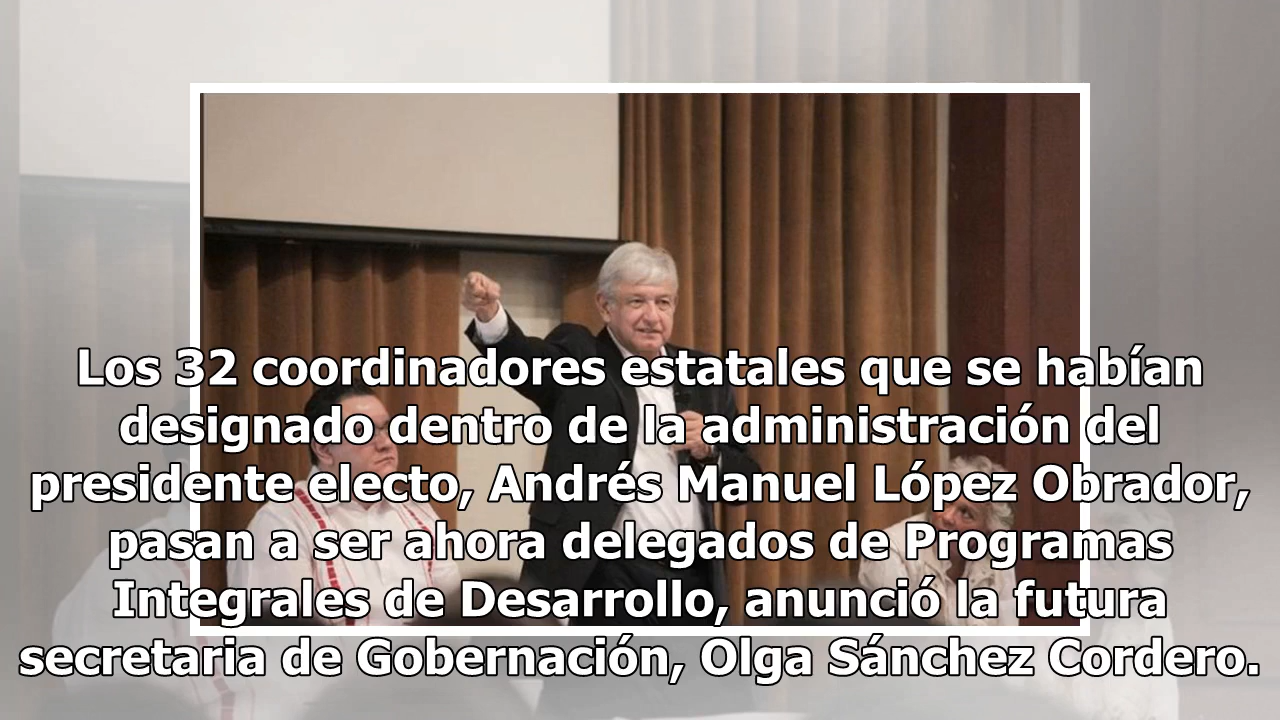 Los 32 coordinadores estatales que se habían
designado dentro de la administración del
presidente electo, Andrés Manuel López Obrador,
pasan a ser ahora delegados de Programas
Integrales de Desarrollo, anunció la futura
secretaria de Gobernación, Olga Sánchez Cordero.